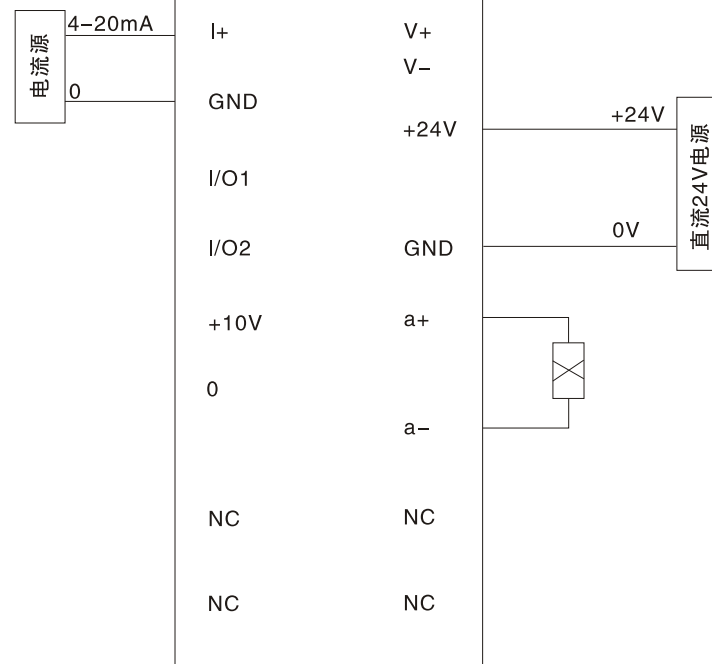 电流源
4-20mA
0
I+
GND
I/O1
I/O2
+10V
0
NC
NC
V+
V-
+24V
GND
a+
a-
NC
NC
+24V
0V
直流24V电源